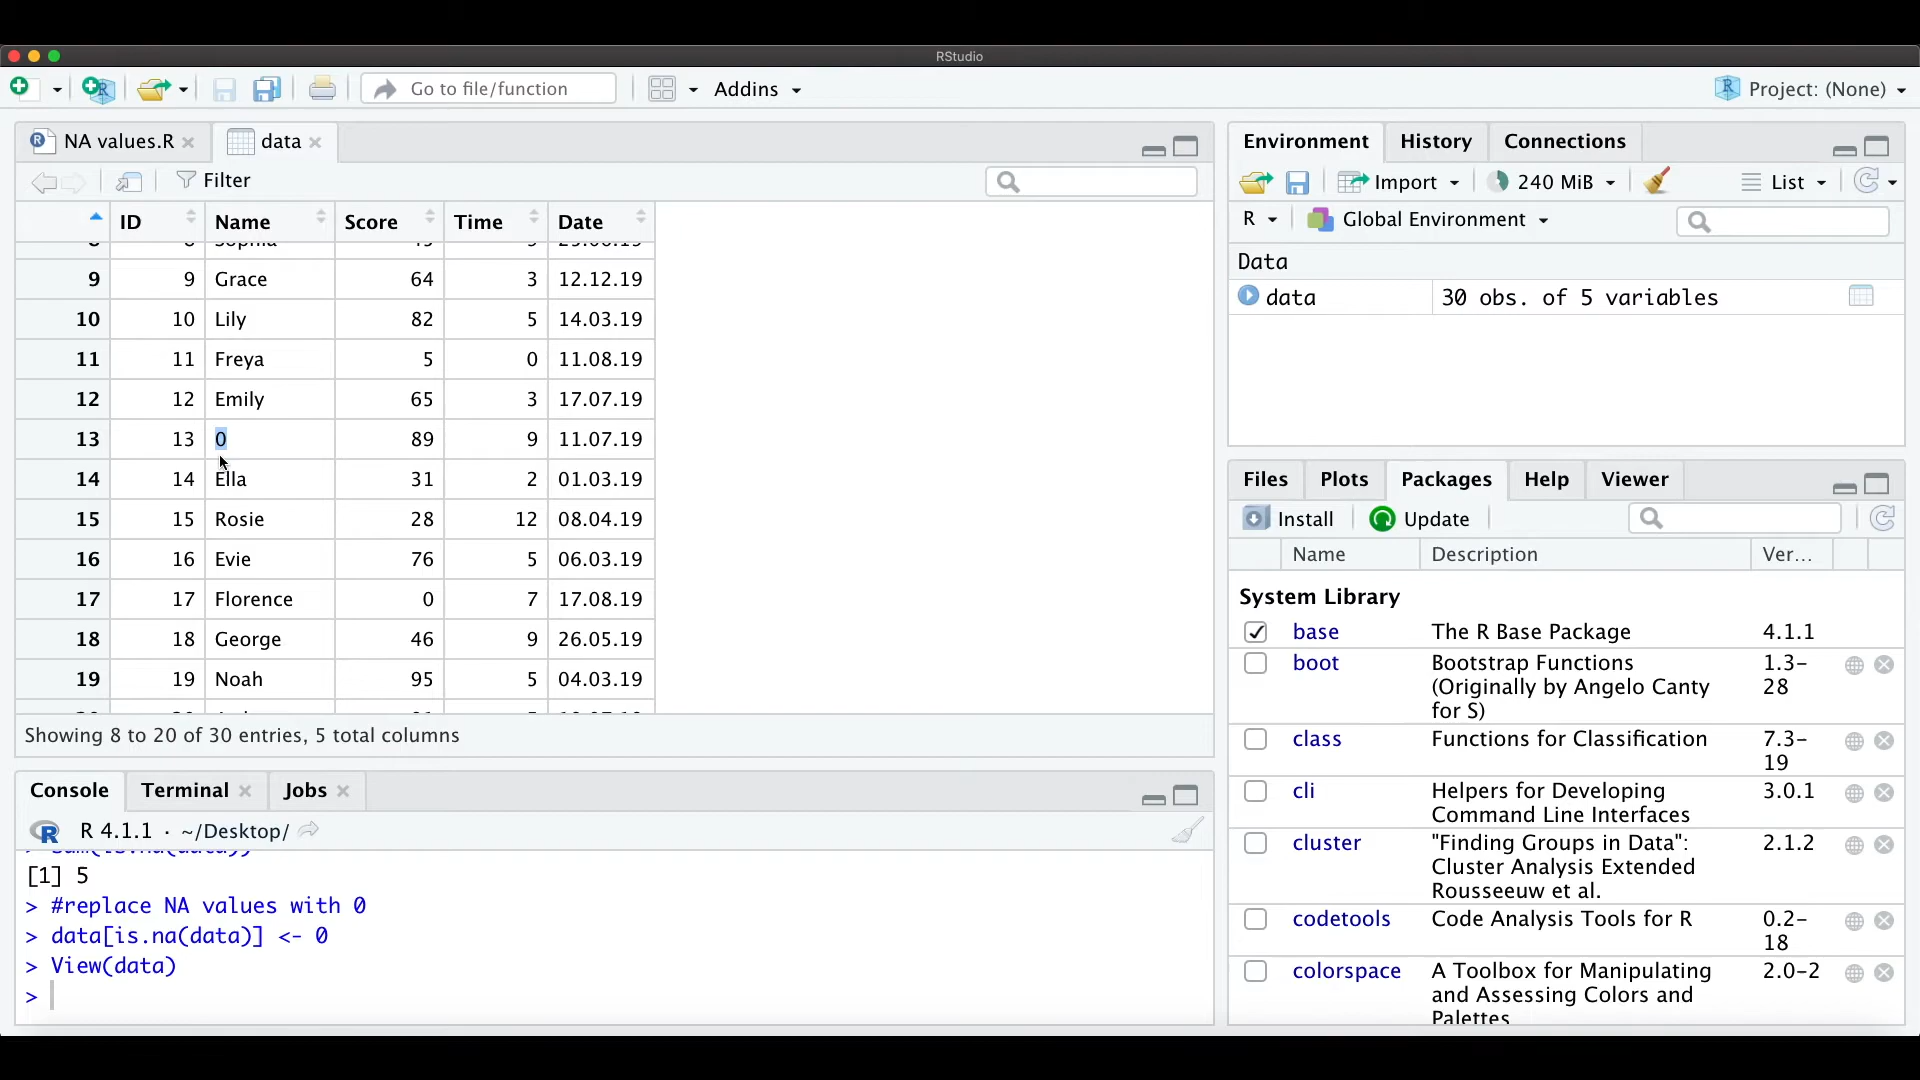 RStudio
Go to file/function
Addins
Project: (None)
NA values.R
data
Filter
ID Name Score Time Date
9 9 Grace 64 3 12.12.19
10 10 Lily 82 5 14.03.19
11 11 Freya 5 0 11.08.19
12 12 Emily 65 3 17.07.19
13 13 0 89 9 11.07.19
14 14 Ella 31 2 01.03.19
15 15 Rosie 28 12 08.04.19
16 16 Evie 76 5 06.03.19
17 17 Florence 0 7 17.08.19
18 18 George 46 9 26.05.19
19 19 Noah 95 5 04.03.19
Showing 8 to 20 of 30 entries, 5 total columns
Console Terminal Jobs
R 4.1.1 · ~/Desktop/
> sum(is.na(data))
[1] 5
> #replace NA values with 0
> data[is.na(data)] <- 0
> View(data)
>
Environment History Connections
Import 240 MiB List
R Global Environment
Data
data 30 obs. of 5 variables
Files Plots Packages Help Viewer
Install Update
Name Description Ver...
System Library
base The R Base Package 4.1.1
boot Bootstrap Functions 1.3-
(Originally by Angelo Canty 28
for S)
class Functions for Classification 7.3-
19
cli Helpers for Developing 3.0.1
Command Line Interfaces
cluster "Finding Groups in Data": 2.1.2
Cluster Analysis Extended
Rousseeuw et al.
codetools Code Analysis Tools for R 0.2-
18
colorspace A Toolbox for Manipulating 2.0-2
and Assessing Colors and
Palettes